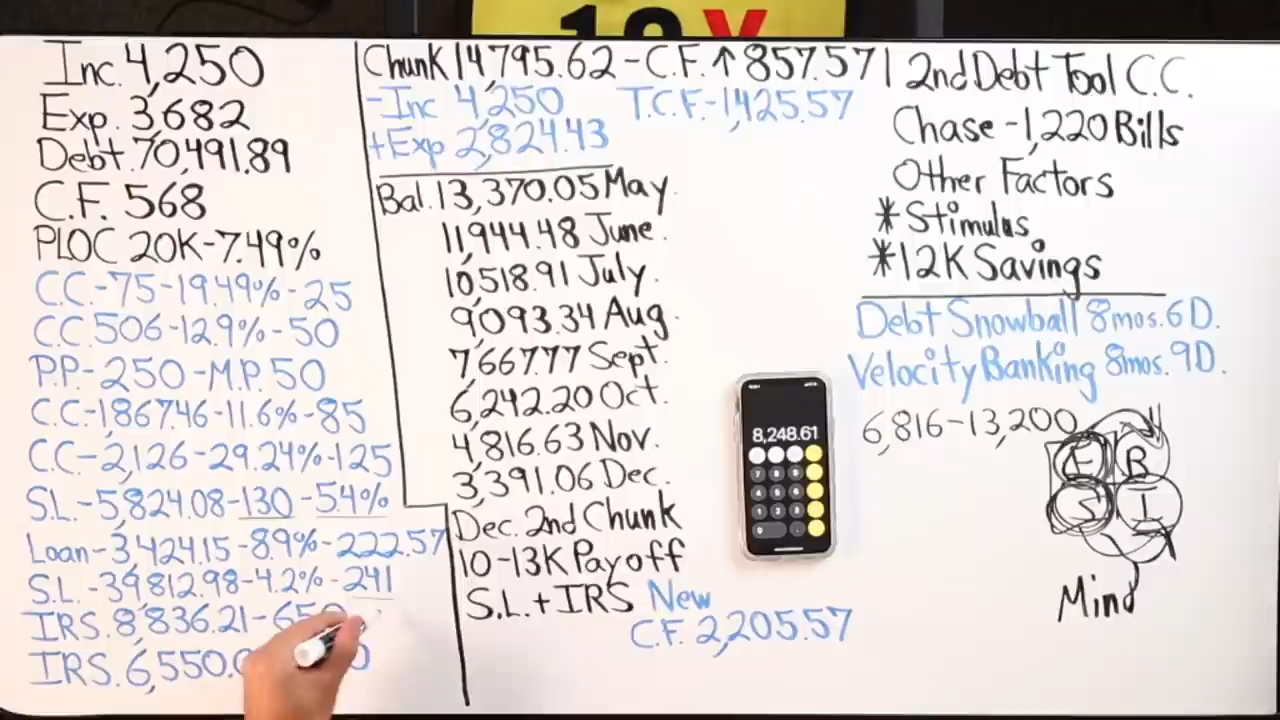 Inc. 4,250
Exp. 3,682
Debt. 70,491.89
C.F. 568
PLOC 20K-7.49%
C.C.-75-19.49%-25
C.C. 506-12.9%-50
P.P.-250-M.P. 50
C.C-1,867.46-11.6%-85
C.C.-2,126-29.24%-125
S.L.-5,824.08-130-5.4%
Loan-3,424.15-8.9%-222.57
S.L.-39,812.98-4.2%-241
IRS. 8,836.21-650
IRS. 6,550.
Chunk 14,795.62-C.F.↑857.57
-Inc 4,250 T.C.F.-1,425.57
+Exp 2,824.43
Bal. 13,370.05 May.
11,944.48 June.
10,518.91 July.
9,093.34 Aug.
7,667.77 Sept.
6,242.20 Oct.
4,816.63 Nov.
3,391.06 Dec.
Dec. 2nd Chunk
10-13K Payoff
S.L.+IRS New
C.F. 2,205.57
2nd Debt Tool C.C.
Chase-1,220 Bills
Other Factors
*Stimulus
*12K Savings
Debt Snowball 8mos. 6D.
Velocity Banking 8mos. 9D.
6,816-13,200
E B
S I
Mind
8,248.61